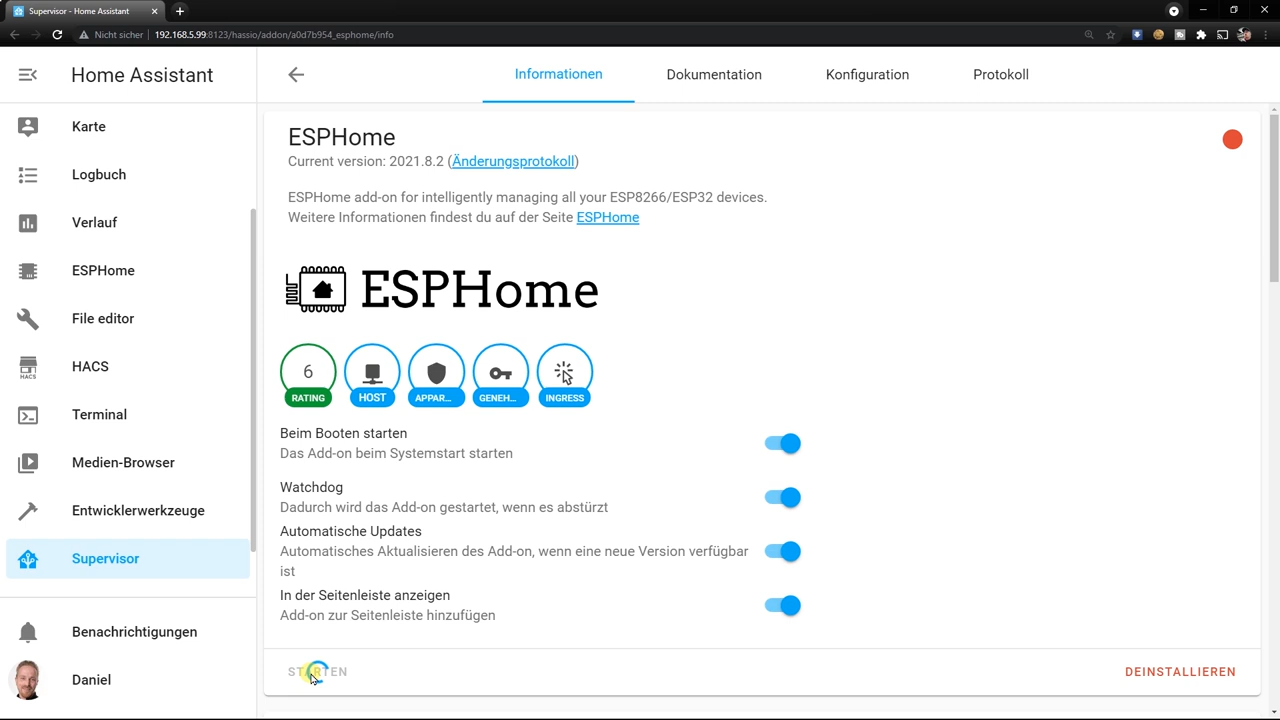 Supervisor - Home Assistant
Nicht sicher
192.168.5.99:8123/hassio/addon/a0d7b954_esphome/info
Home Assistant
Informationen
Dokumentation
Konfiguration
Protokoll
Karte
Logbuch
Verlauf
ESPHome
File editor
HACS
HACS
Terminal
Medien-Browser
Entwicklerwerkzeuge
Supervisor
Benachrichtigungen
Daniel
ESPHome
Current version: 2021.8.2 (Änderungsprotokoll)
ESPHome add-on for intelligently managing all your ESP8266/ESP32 devices.
Weitere Informationen findest du auf der Seite ESPHome
ESPHome
6
RATING
HOST
APPAR...
GENEH...
INGRESS
Beim Booten starten
Das Add-on beim Systemstart starten
Watchdog
Dadurch wird das Add-on gestartet, wenn es abstürzt
Automatische Updates
Automatisches Aktualisieren des Add-on, wenn eine neue Version verfügbar
ist
In der Seitenleiste anzeigen
Add-on zur Seitenleiste hinzufügen
STARTEN
DEINSTALLIEREN